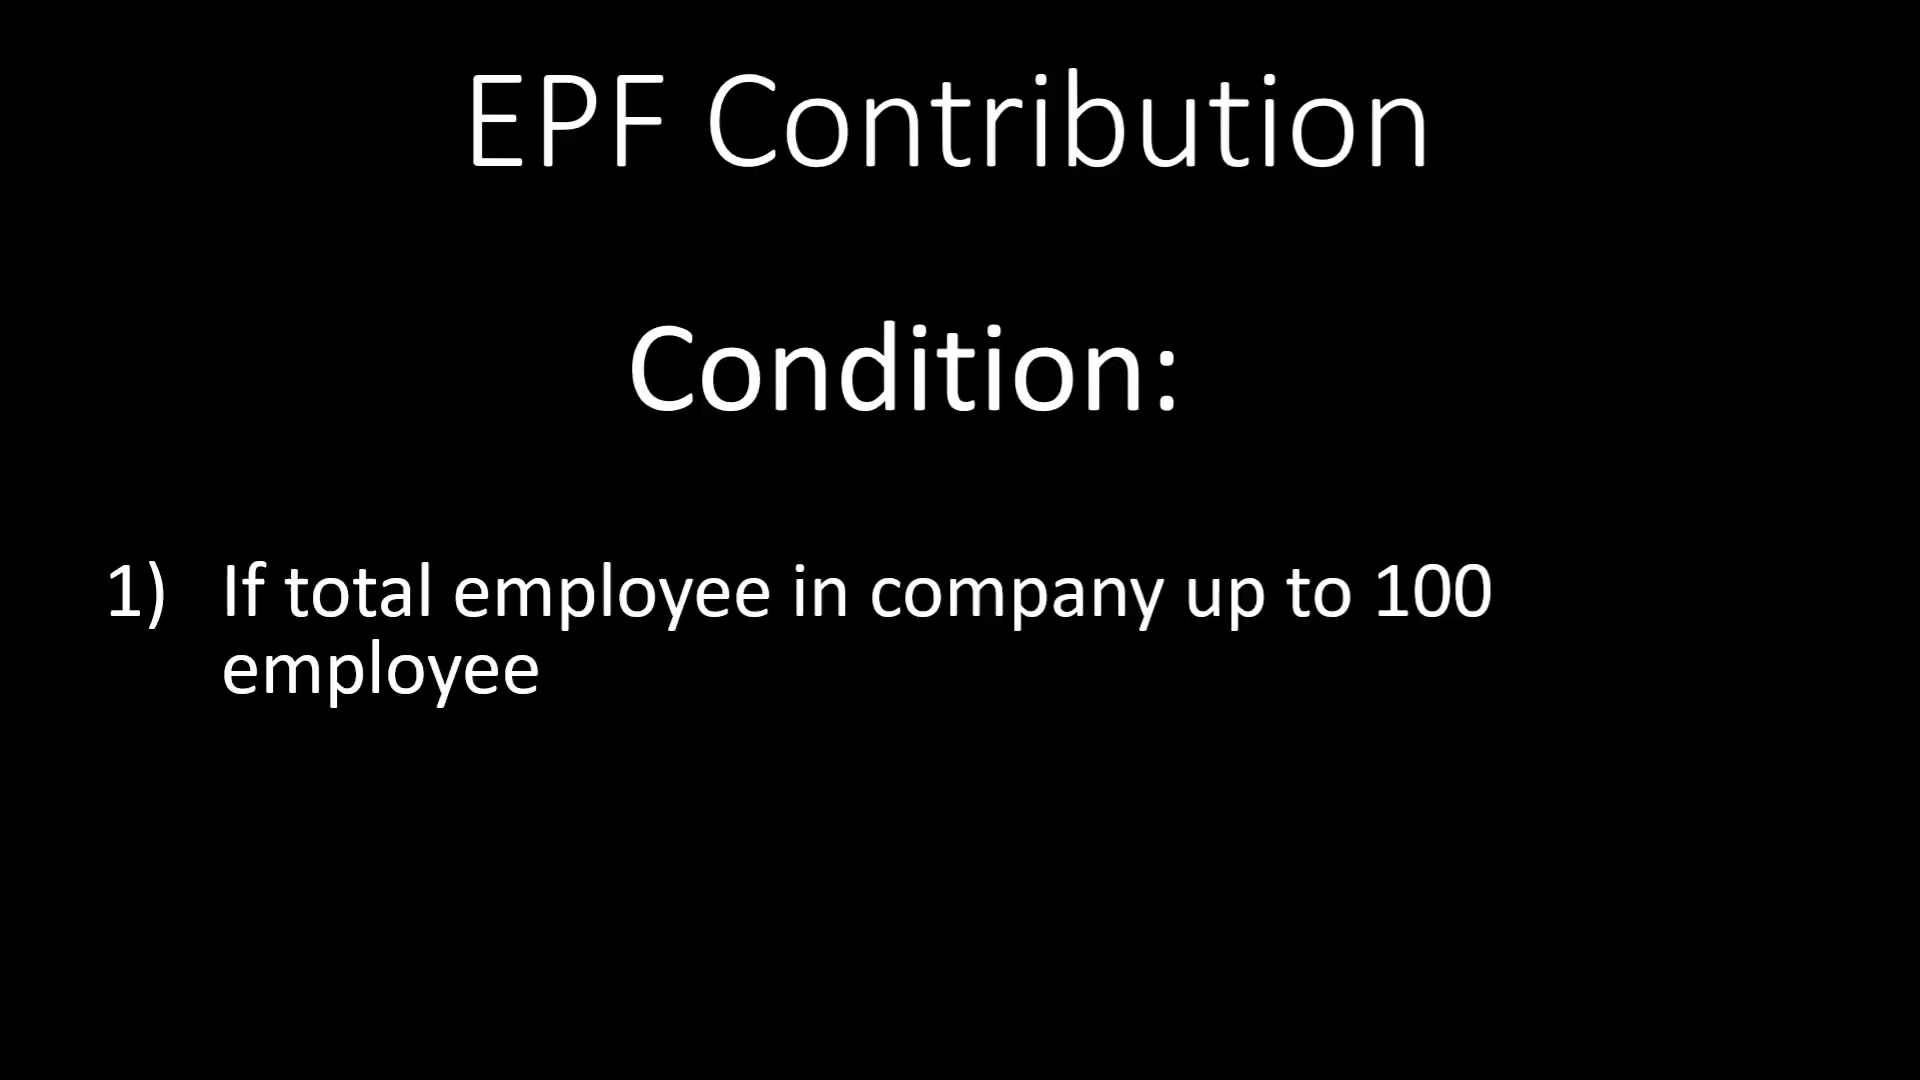 EPF Contribution
Condition:
1) If total employee in company up to 100
employee